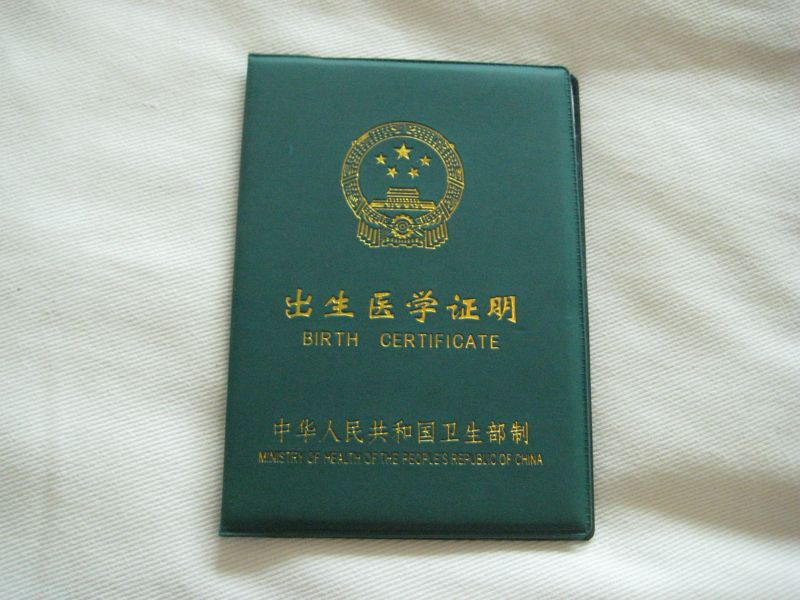 出生医学证明
BIRTH CERTIFICATE
中华人民共和国卫生部制
MINISTRY OF HEALTH OF THE PEOPLE'S REPUBLIC OF CHINA